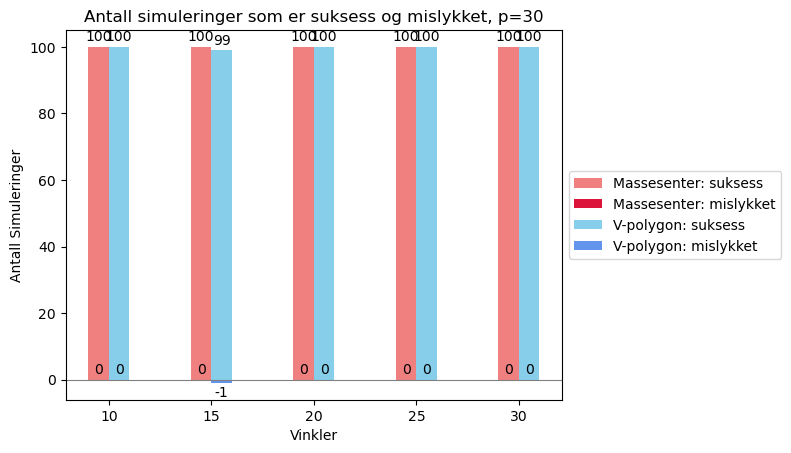 Antall simuleringer som er suksess og mislykket, p=30
100 100 100 99 100 100 100 100 100 100
100
80
60
40
20
0
0 0 0 0 0 0 0 0 0
-1
10 15 20 25 30
Vinkler
Antall Simuleringer
Massesenter: suksess
Massesenter: mislykket
V-polygon: suksess
V-polygon: mislykket